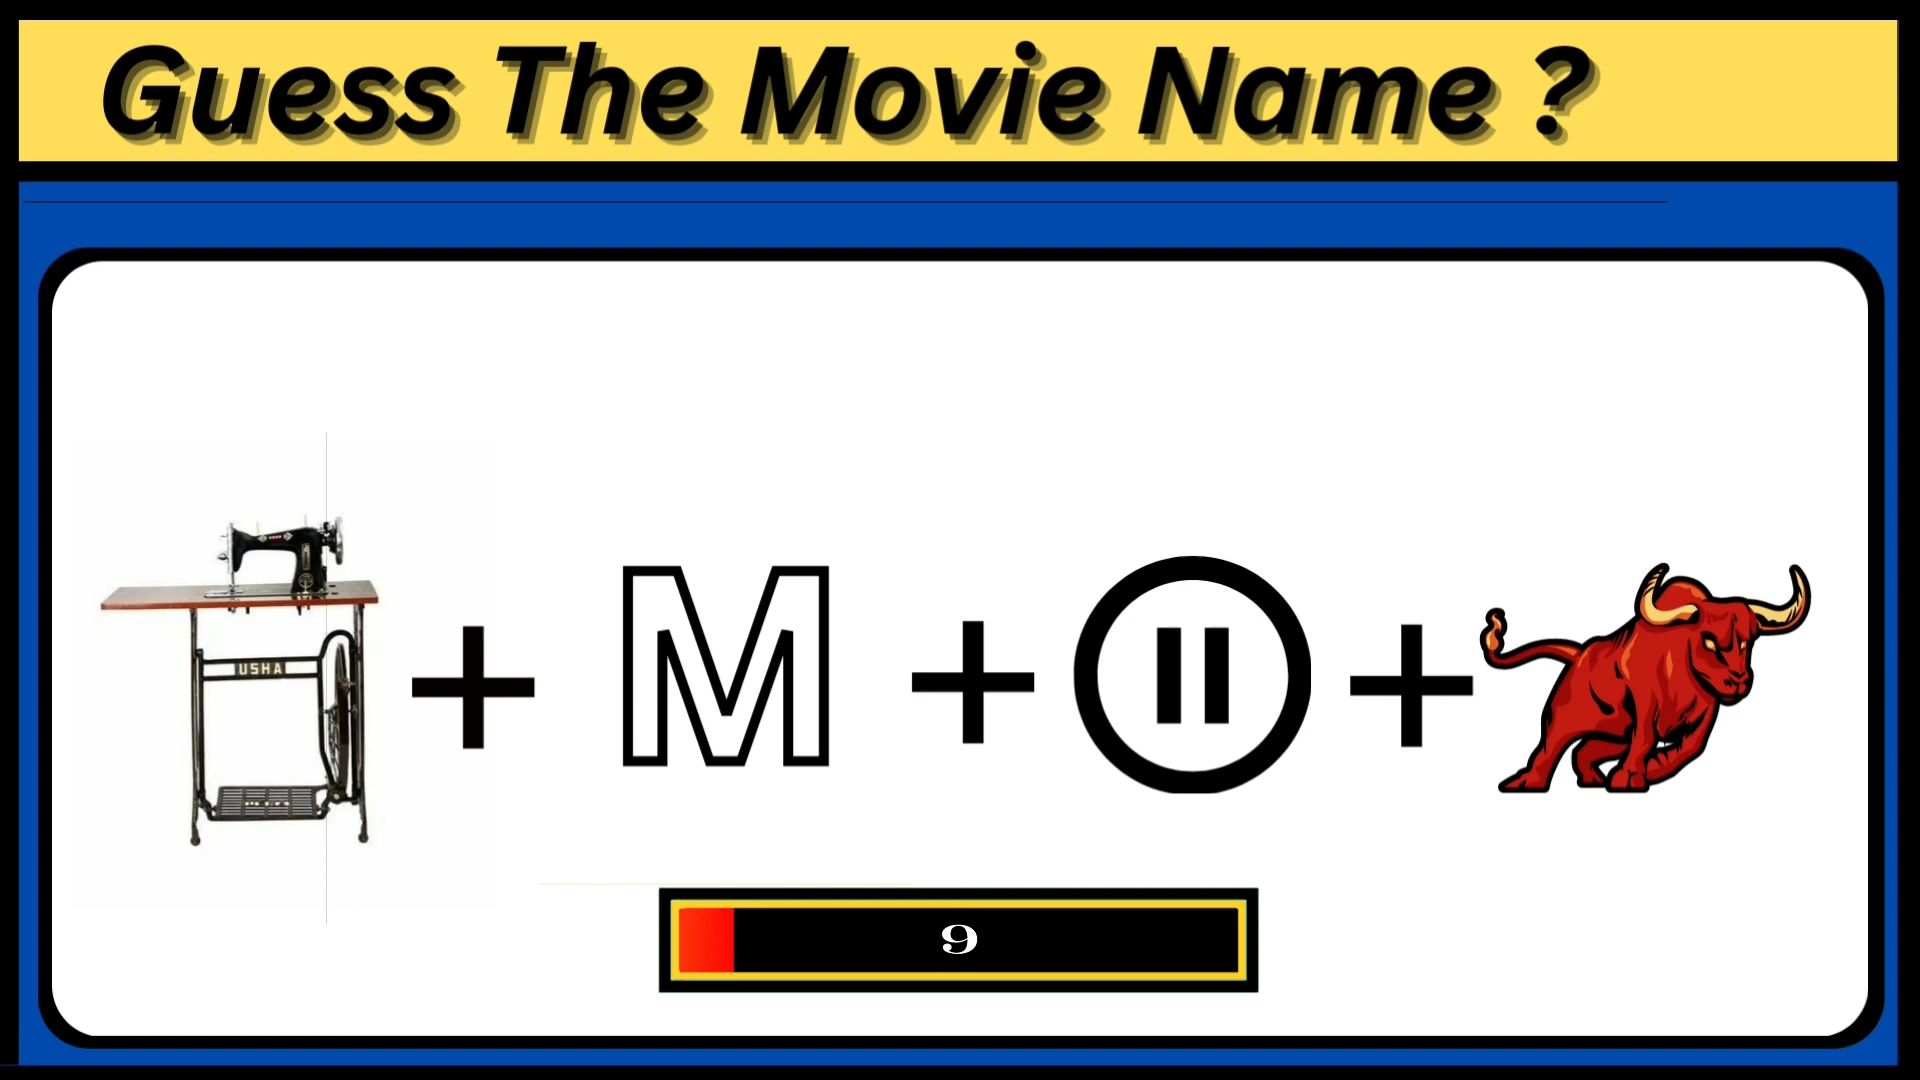 Guess The Movie Name ?
USHA
+ M + +
9